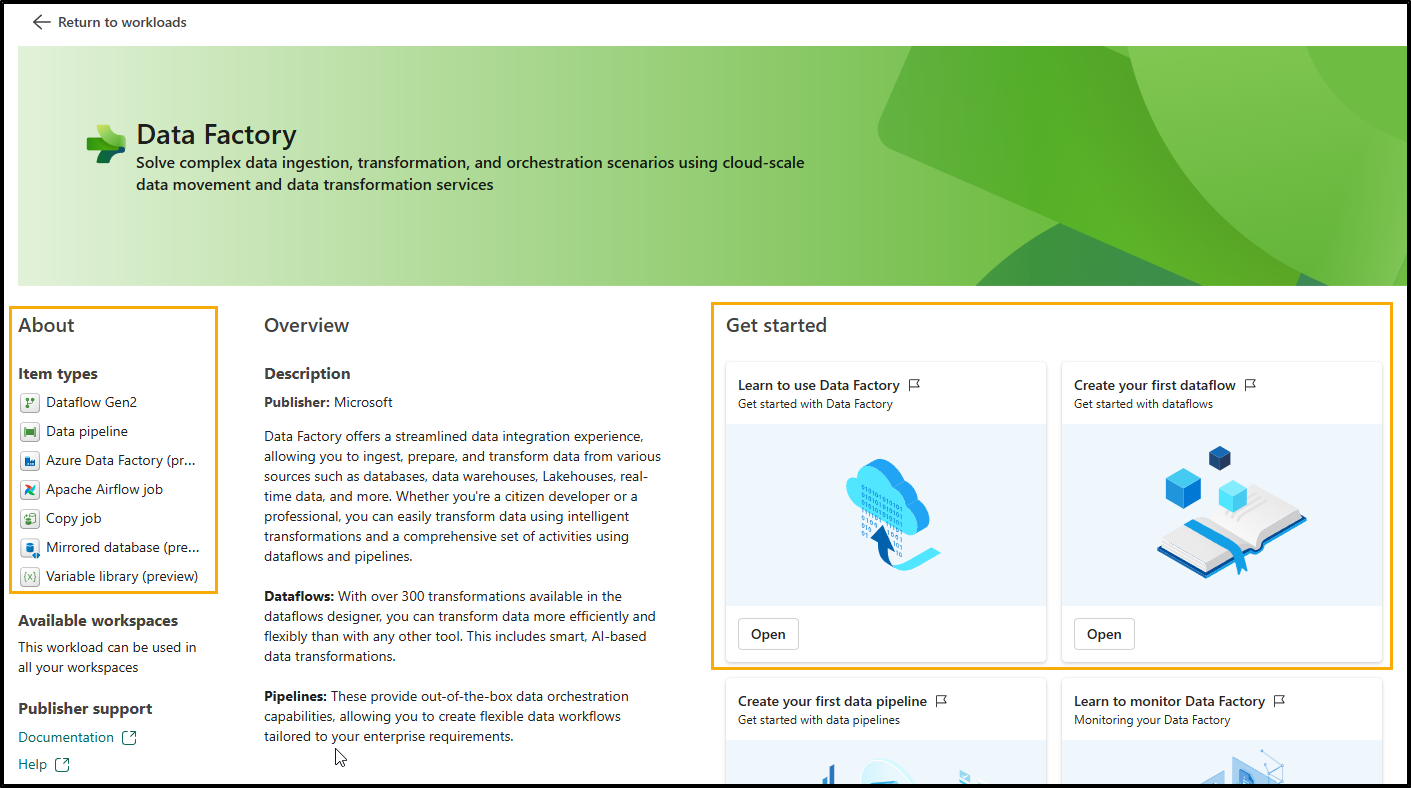 Return to workloads
Data Factory
Solve complex data ingestion, transformation, and orchestration scenarios using cloud-scale
data movement and data transformation services
About
Item types
Dataflow Gen2
Data pipeline
Azure Data Factory (pr...
Apache Airflow job
Copy job
Mirrored database (pre...
Variable library (preview)
Available workspaces
This workload can be used in
all your workspaces
Publisher support
Documentation
Help
Overview
Description
Publisher: Microsoft
Data Factory offers a streamlined data integration experience,
allowing you to ingest, prepare, and transform data from various
sources such as databases, data warehouses, Lakehouses, real-
time data, and more. Whether you're a citizen developer or a
professional, you can easily transform data using intelligent
transformations and a comprehensive set of activities using
dataflows and pipelines.
Dataflows: With over 300 transformations available in the
dataflows designer, you can transform data more efficiently and
flexibly than with any other tool. This includes smart, AI-based
data transformations.
Pipelines: These provide out-of-the-box data orchestration
capabilities, allowing you to create flexible data workflows
tailored to your enterprise requirements.
Get started
Learn to use Data Factory
Get started with Data Factory
Open
Create your first dataflow
Get started with dataflows
Open
Create your first data pipeline
Get started with data pipelines
Learn to monitor Data Factory
Monitoring your Data Factory